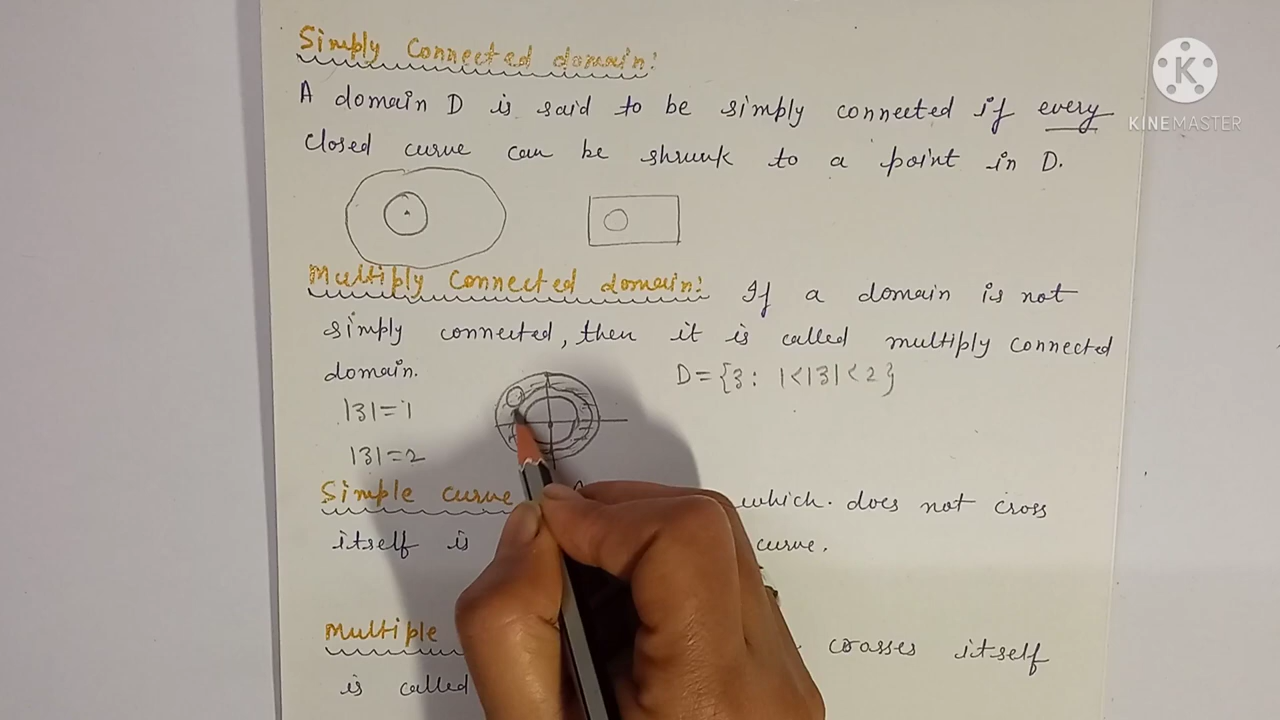 Simply Connected domain:
A domain D is said to be simply connected if every
closed curve can be shrunk to a point in D.
Multiply Connected domain: If a domain is not
simply connected, then it is called multiply connected
domain.
D = {z : 1<|z|<2}
|z|=1
|z|=2
Simple curve which does not cross
itself is curve.
Multiple crosses itself
is called
K
KINEMASTER